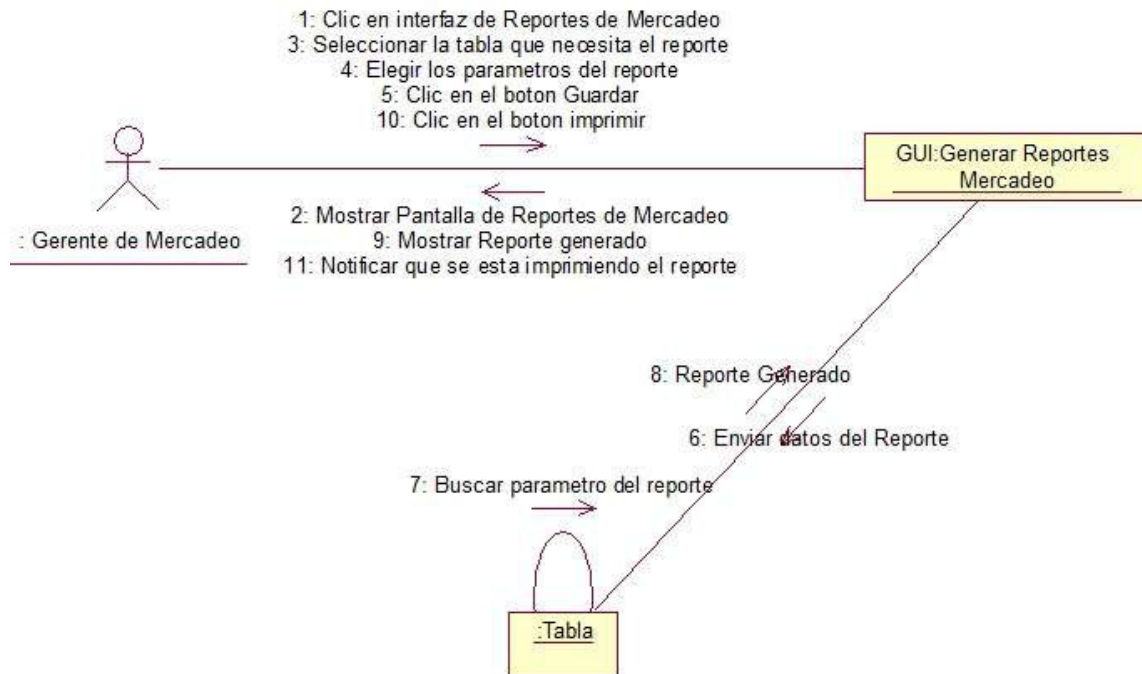 1: Clic en interfaz de Reportes de Mercadeo
3: Seleccionar la tabla que necesita el reporte
4: Elegir los parametros del reporte
5: Clic en el boton Guardar
10: Clic en el boton imprimir
GUI:Generar Reportes
Mercadeo
: Gerente de Mercadeo
2: Mostrar Pantalla de Reportes de Mercadeo
9: Mostrar Reporte generado
11: Notificar que se esta imprimiendo el reporte
8: Reporte Generado
6: Enviar datos del Reporte
7: Buscar parametro del reporte
:Tabla